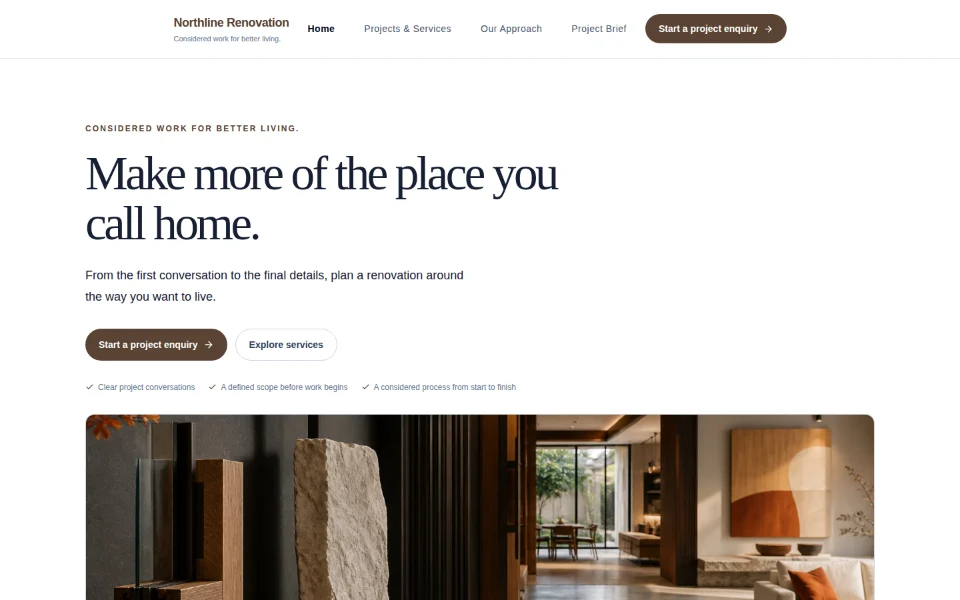 Northline Renovation
Considered work for better living.
Home
Projects & Services
Our Approach
Project Brief
Start a project enquiry
CONSIDERED WORK FOR BETTER LIVING.
Make more of the place you
call home.
From the first conversation to the final details, plan a renovation around
the way you want to live.
Start a project enquiry
Explore services
Clear project conversations
A defined scope before work begins
A considered process from start to finish